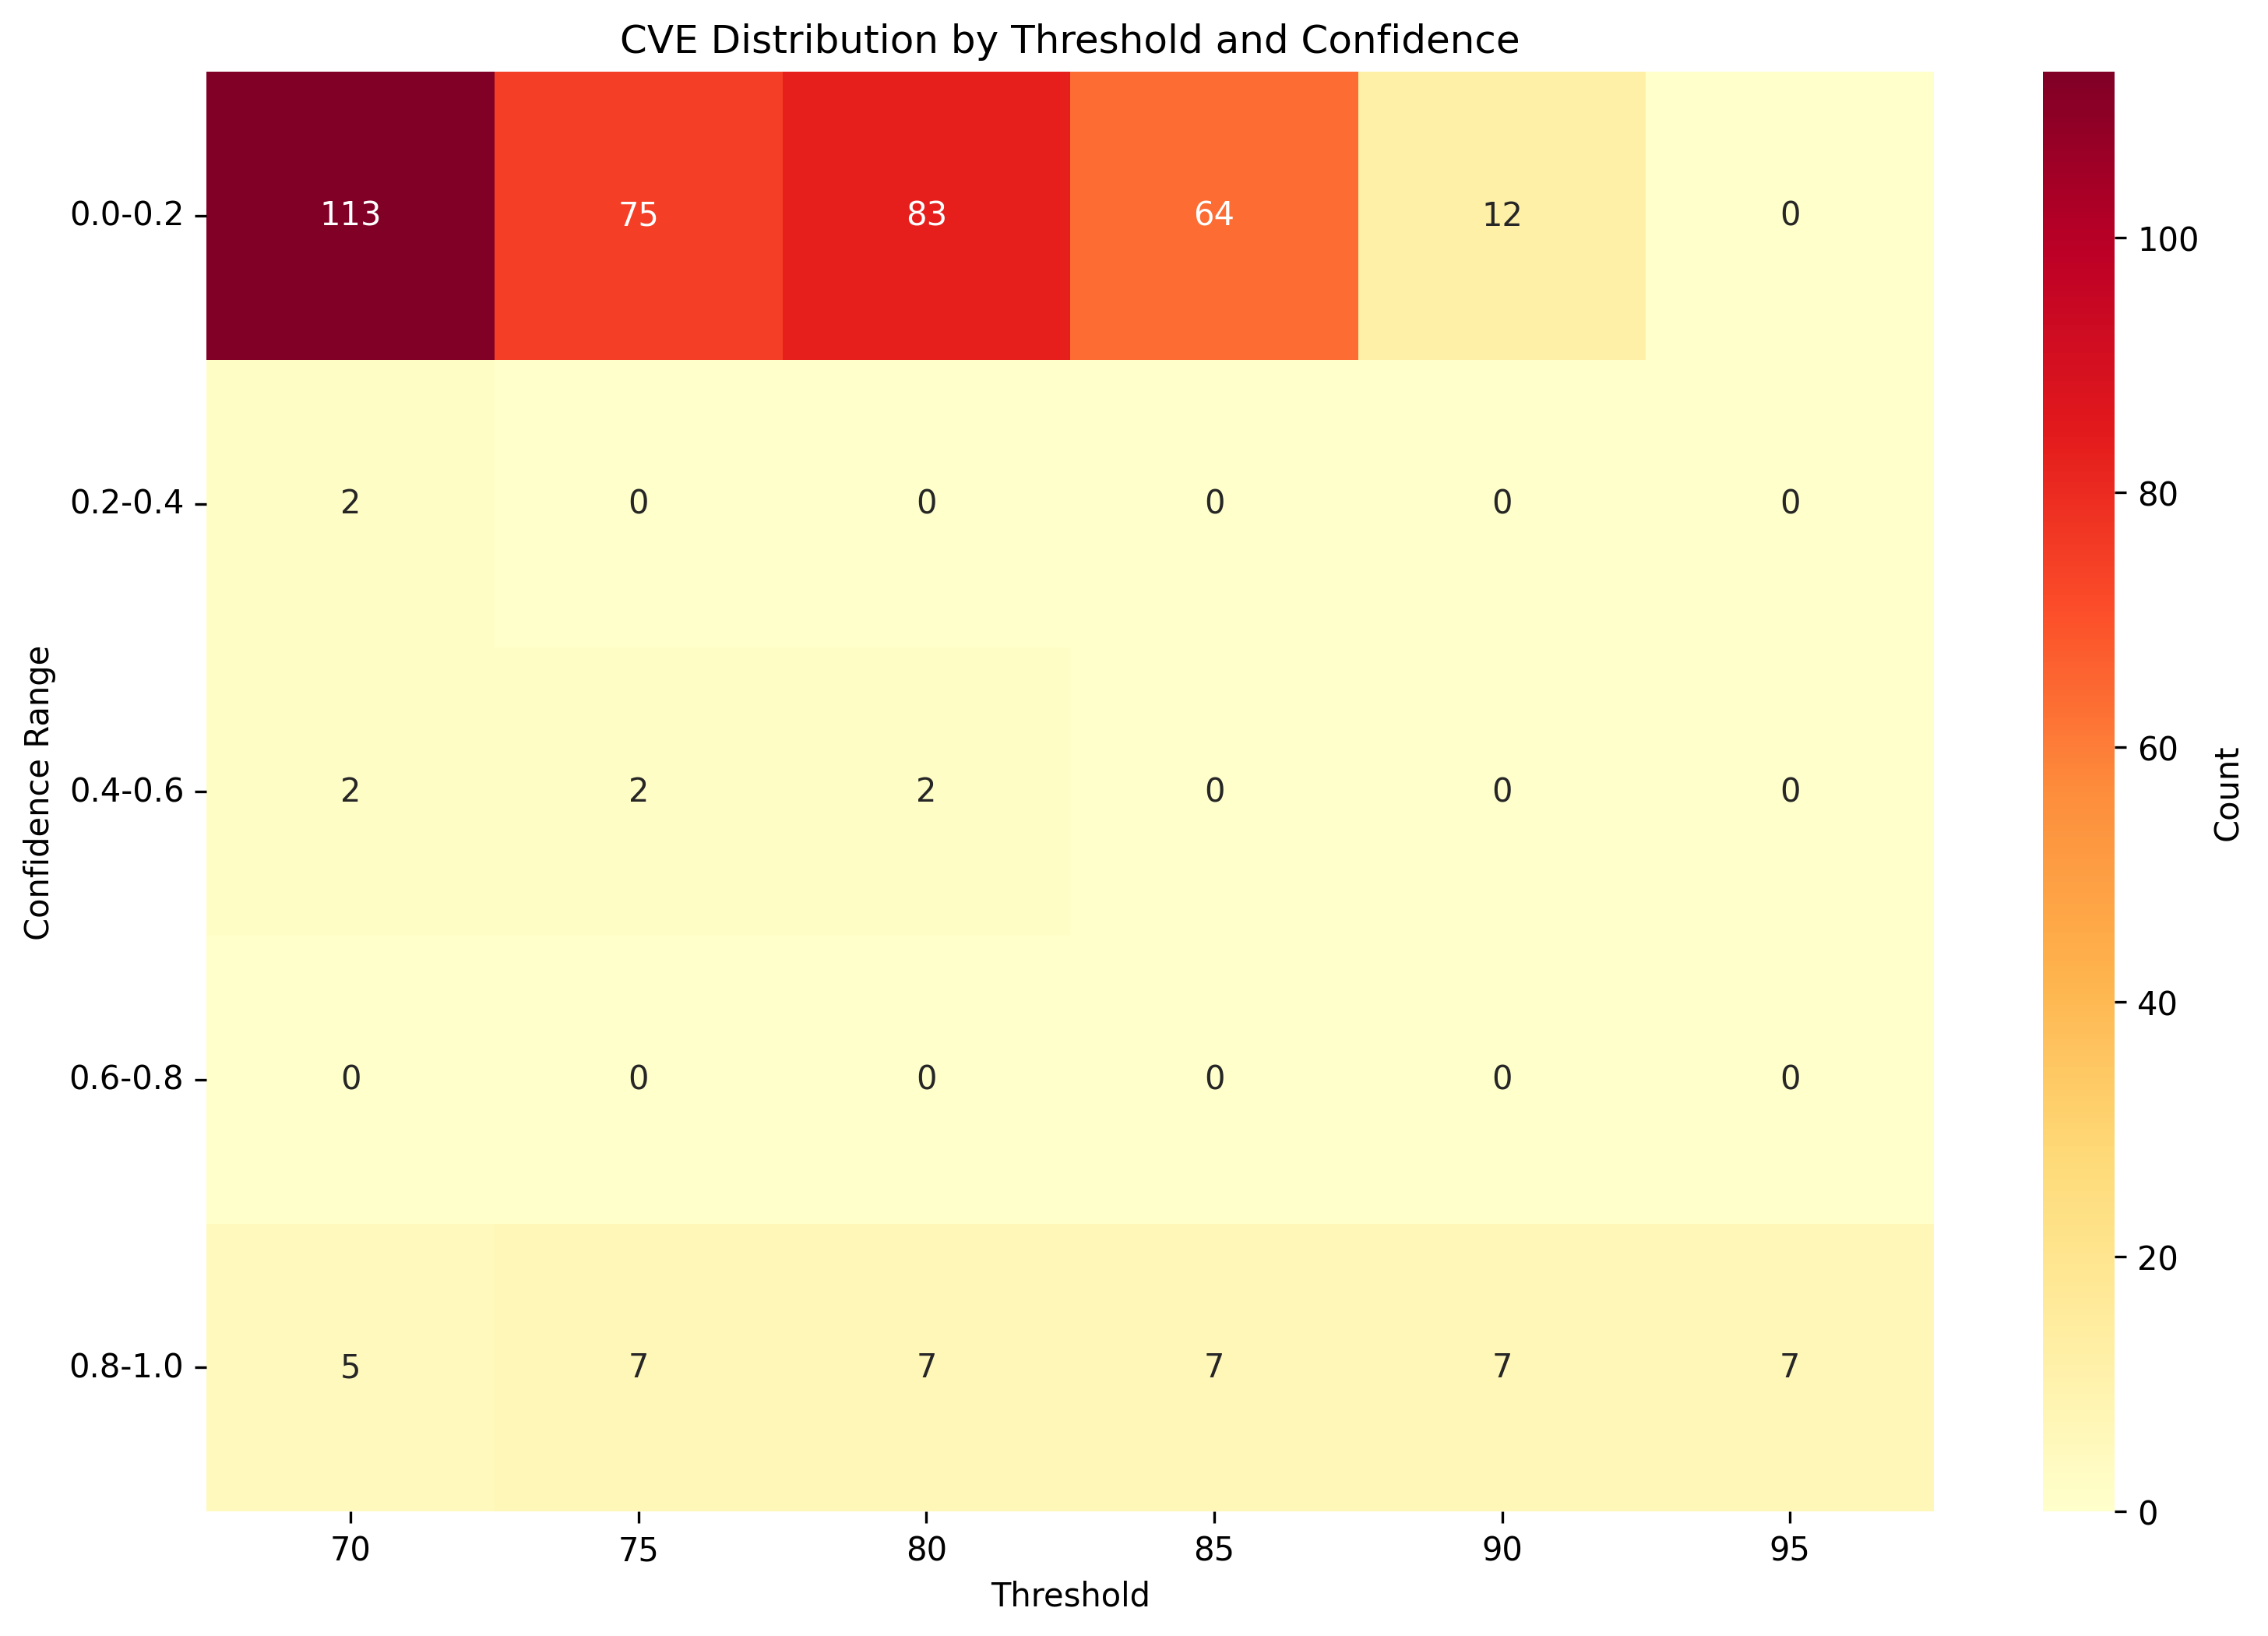 CVE Distribution by Threshold and Confidence
0.0-0.2 113 75 83 64 12 0
0.2-0.4 2 0 0 0 0 0
0.4-0.6 2 2 2 0 0 0
0.6-0.8 0 0 0 0 0 0
0.8-1.0 5 7 7 7 7 7
70 75 80 85 90 95
Threshold
Confidence Range
100
80
60
40
20
0
Count